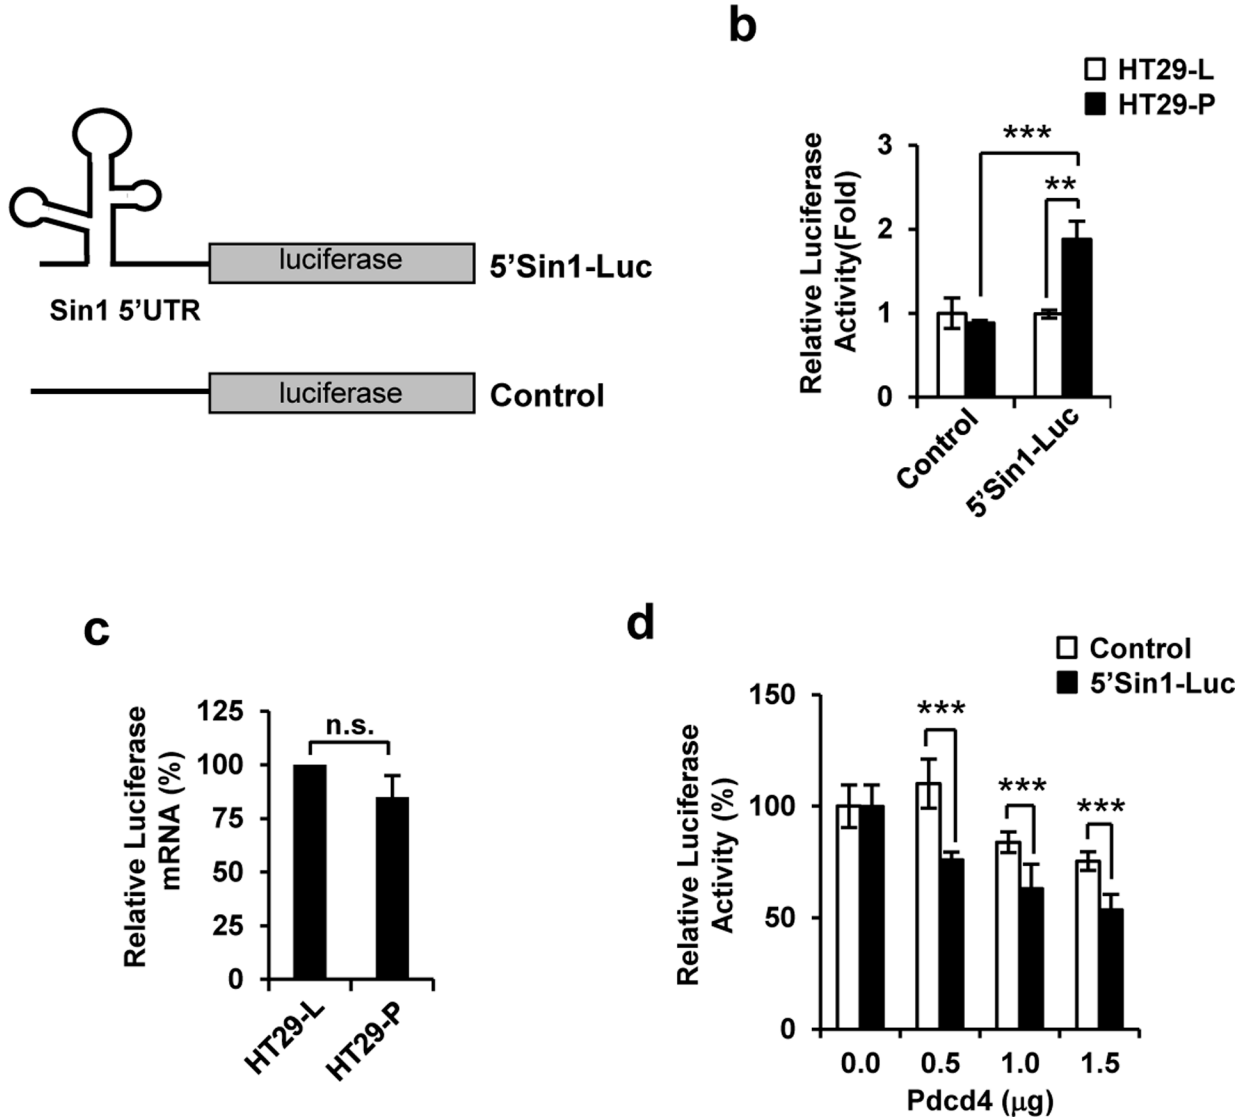 luciferase
5’Sin1-Luc
Sin1 5’UTR
luciferase
Control
b
HT29-L
HT29-P
Relative Luciferase
Activity(Fold)
3
2
1
0
***
**
Control
5’Sin1-Luc
c
Relative Luciferase
mRNA (%)
125
100
75
50
25
0
n.s.
HT29-L
HT29-P
d
Control
5’Sin1-Luc
Relative Luciferase
Activity (%)
150
100
50
0
***
***
***
0.0
0.5
1.0
1.5
Pdcd4 (μg)